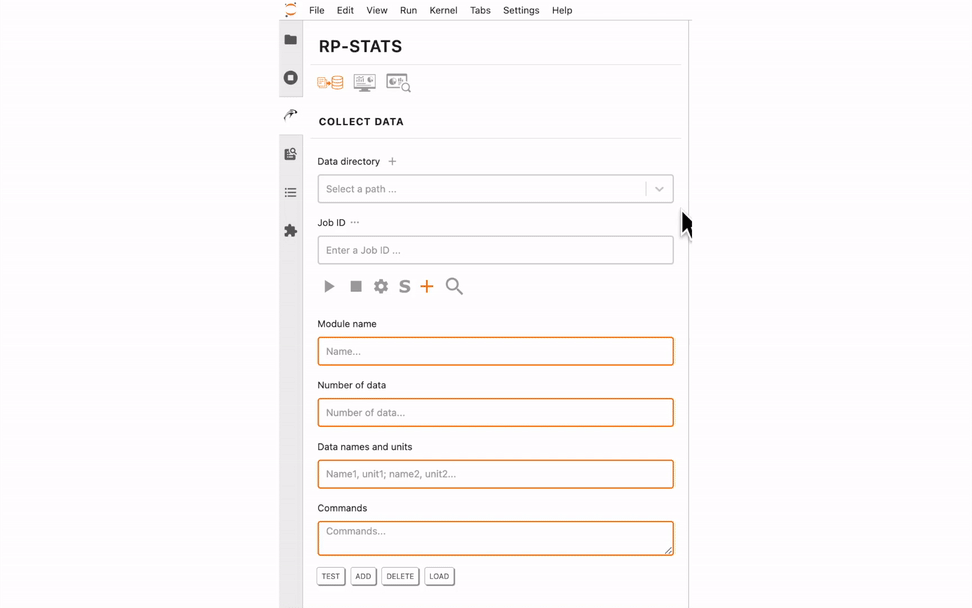 File Edit View Run Kernel Tabs Settings Help
RP-STATS
COLLECT DATA
Data directory +
Select a path ...
Job ID ···
Enter a Job ID ...
S
Module name
Name...
Number of data
Number of data...
Data names and units
Name1, unit1; name2, unit2...
Commands
Commands...
TEST ADD DELETE LOAD